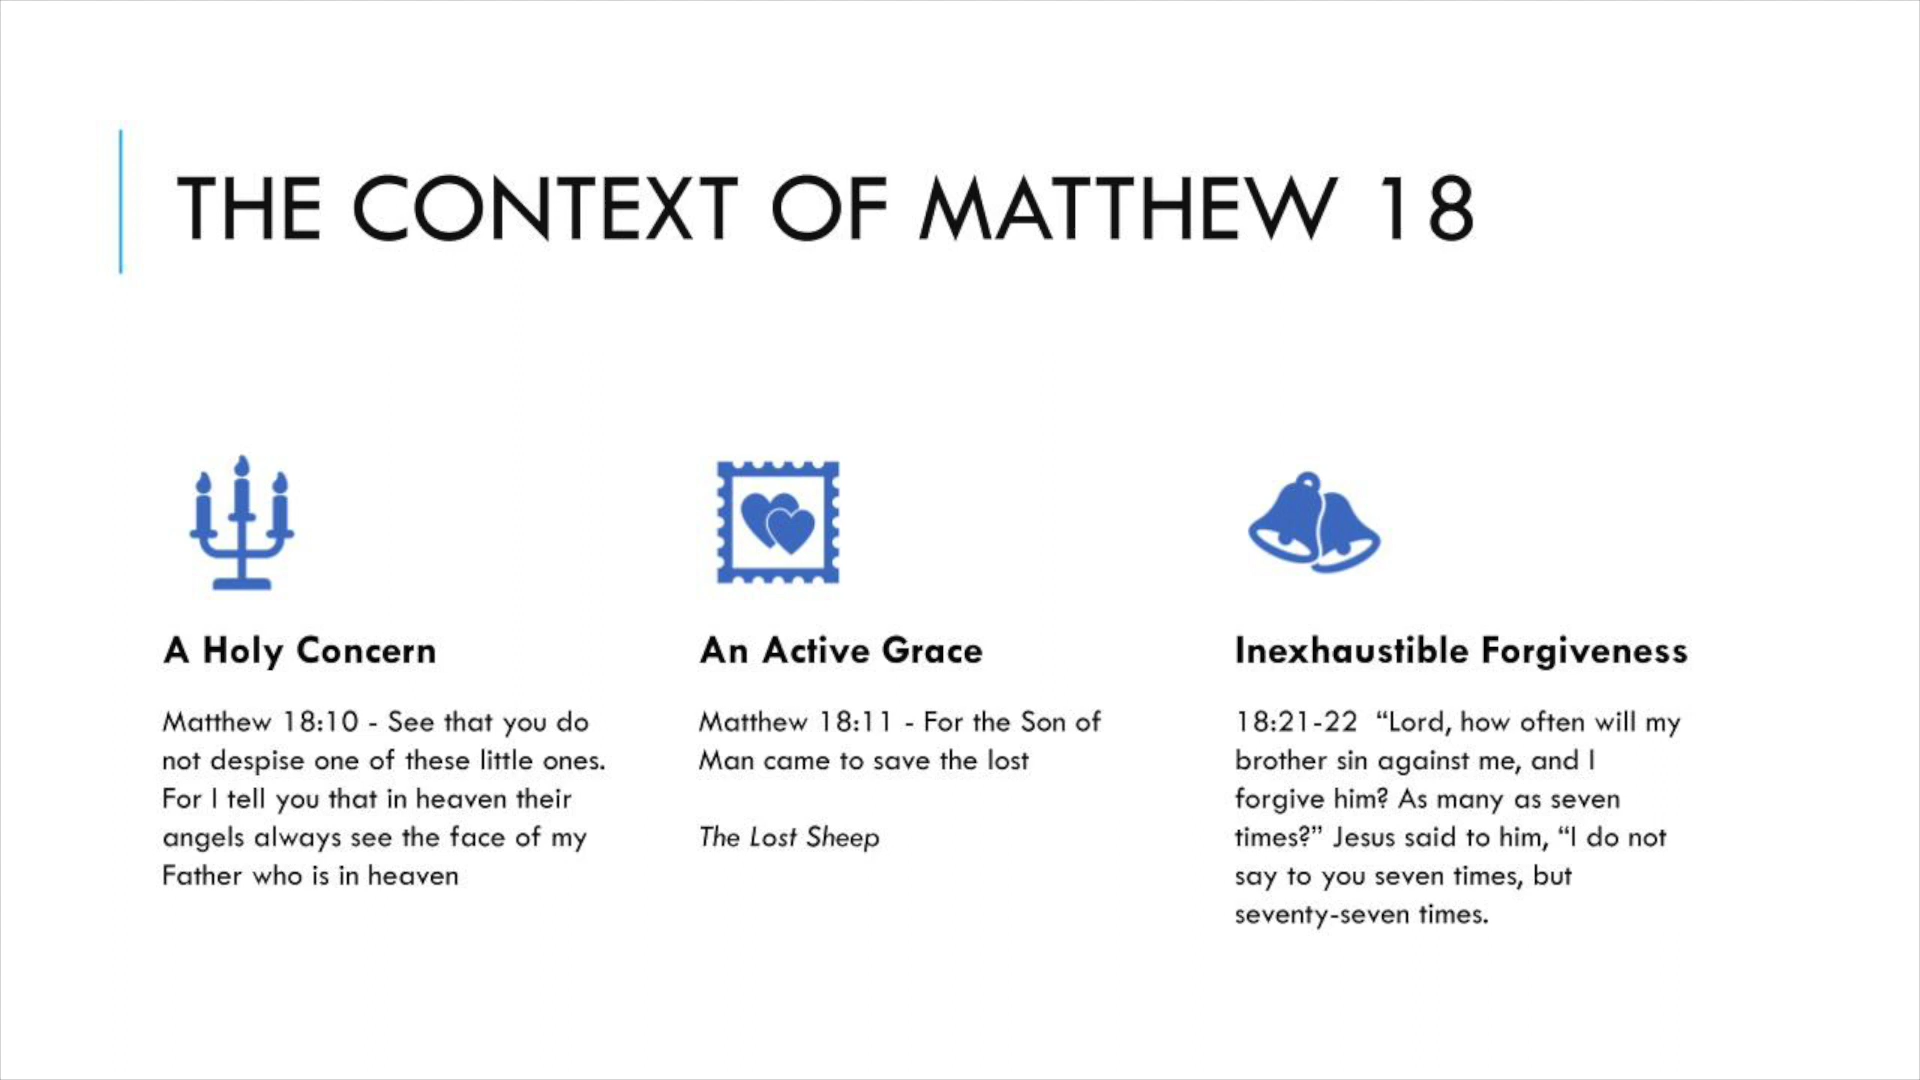 THE CONTEXT OF MATTHEW 18
A Holy Concern
Matthew 18:10 - See that you do
not despise one of these little ones.
For I tell you that in heaven their
angels always see the face of my
Father who is in heaven
An Active Grace
Matthew 18:11 - For the Son of
Man came to save the lost
The Lost Sheep
Inexhaustible Forgiveness
18:21-22  “Lord, how often will my
brother sin against me, and I
forgive him? As many as seven
times?” Jesus said to him, “I do not
say to you seven times, but
seventy-seven times.